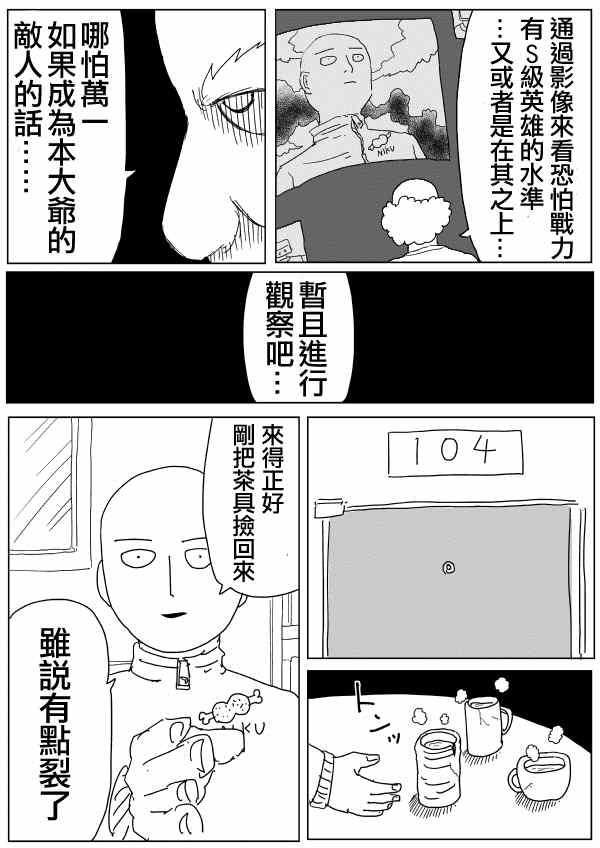 通過影像來看恐怕戰力
有S級英雄的水準
…又或者是在其之上…
NIKU
哪怕萬一
如果成為本大爺的
敵人的話……
暫且進行
觀察吧…
104
來得正好
剛把茶具撿回來
雖說有點裂了
トンッ